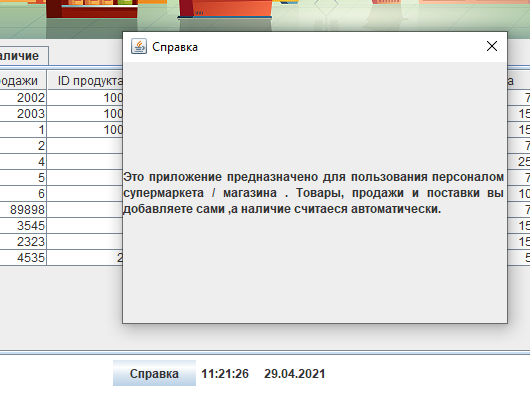 Справка
аличие
одажи ID продукта а
2002 100 7
2003 100 15
1 100 15
2 7
4 25
5 7
6 10
89898 7
3545 15
2323 15
4535 2 5
Это приложение предназначено для пользования персоналом
супермаркета / магазина . Товары, продажи и поставки вы
добавляете сами ,а наличие считаеся автоматически.
Справка 11:21:26 29.04.2021